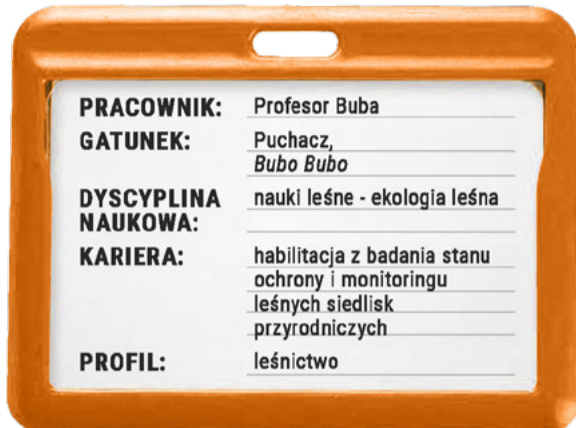 PRACOWNIK: Profesor Buba
GATUNEK: Puchacz,
Bubo Bubo
DYSCYPLINA nauki leśne - ekologia leśna
NAUKOWA:
KARIERA: habilitacja z badania stanu
ochrony i monitoringu
leśnych siedlisk
przyrodniczych
PROFIL: leśnictwo